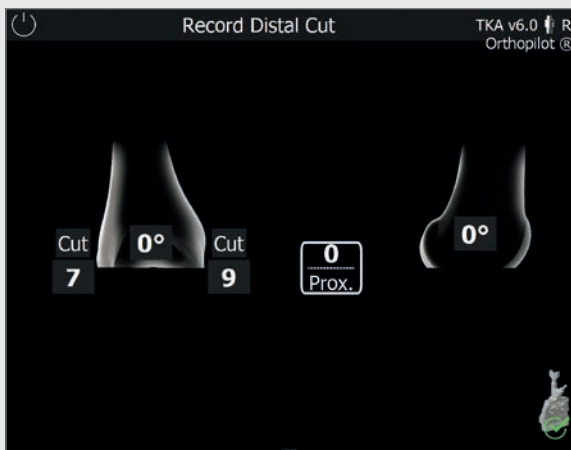 Record Distal Cut
TKA v6.0 R
Orthopilot ®
Cut
0°
Cut
7
9
0
Prox.
0°